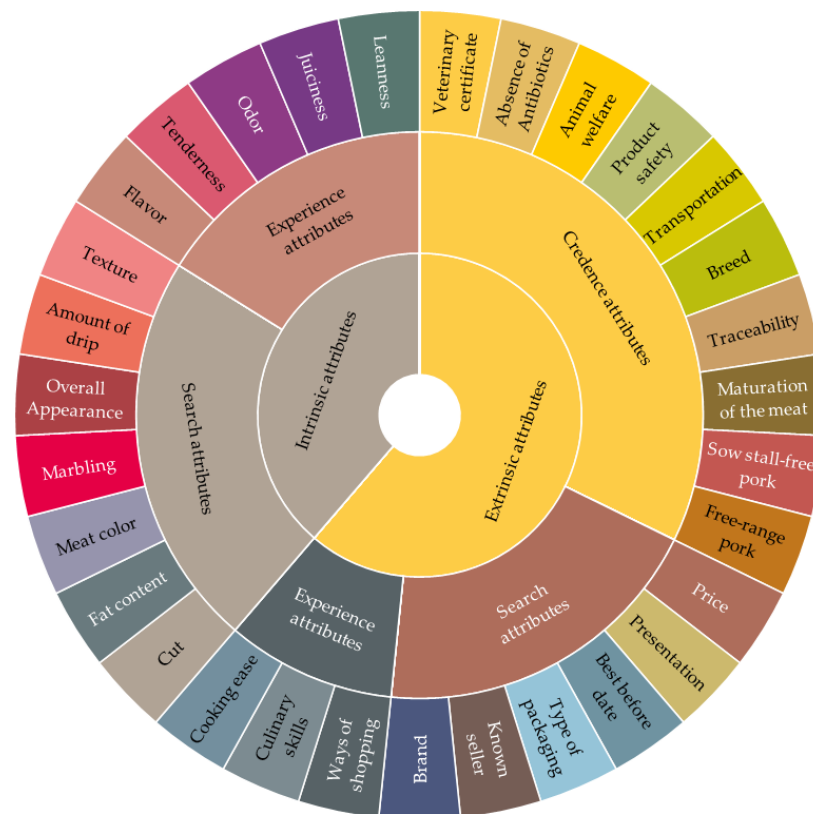 Intrinsic attributes
Extrinsic attributes
Experience
attributes
Credence attributes
Search
attributes
Experience
attributes
Search attributes
Veterinary
certificate
Absence of
Antibiotics
Animal
welfare
Product
safety
Transportation
Breed
Traceability
Maturation
of the meat
Sow stall-free
pork
Free-range
pork
Price
Presentation
Best before
date
Type of
packaging
Known
seller
Brand
Ways of
shopping
Culinary
skills
Cooking ease
Cut
Fat content
Meat color
Marbling
Overall
Appearance
Amount of
drip
Texture
Flavor
Tenderness
Odor
Juiciness
Leanness